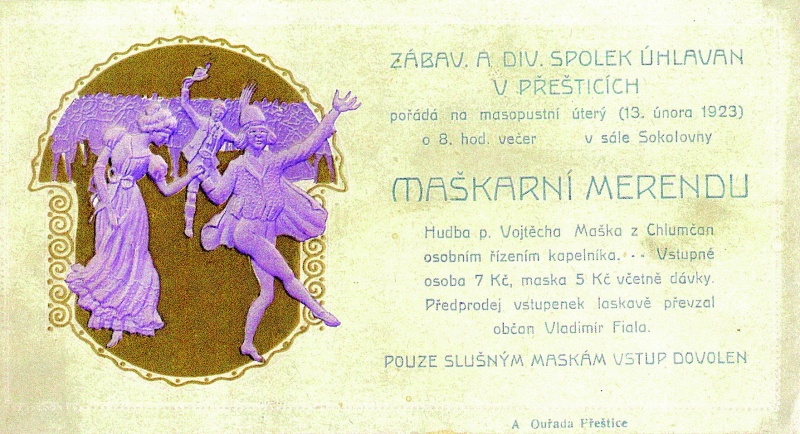 ZÁBAV. A DIV. SPOLEK ÚHLAVAN
V PŘEŠTICÍCH
pořádá na masopustní úterý (13. února 1923)
o 8. hod. večer v sále Sokolovny
MAŠKARNÍ MERENDU
Hudba p. Vojtěcha Maška z Chlumčan
osobním řízením kapelníka. - - Vstupné
osoba 7 Kč, maska 5 Kč včetně dávky.
Předprodej vstupenek laskavě převzal
občan Vladimír Fiala.
POUZE SLUŠNÝM MASKÁM VSTUP DOVOLEN
A Ouřada Přeštice